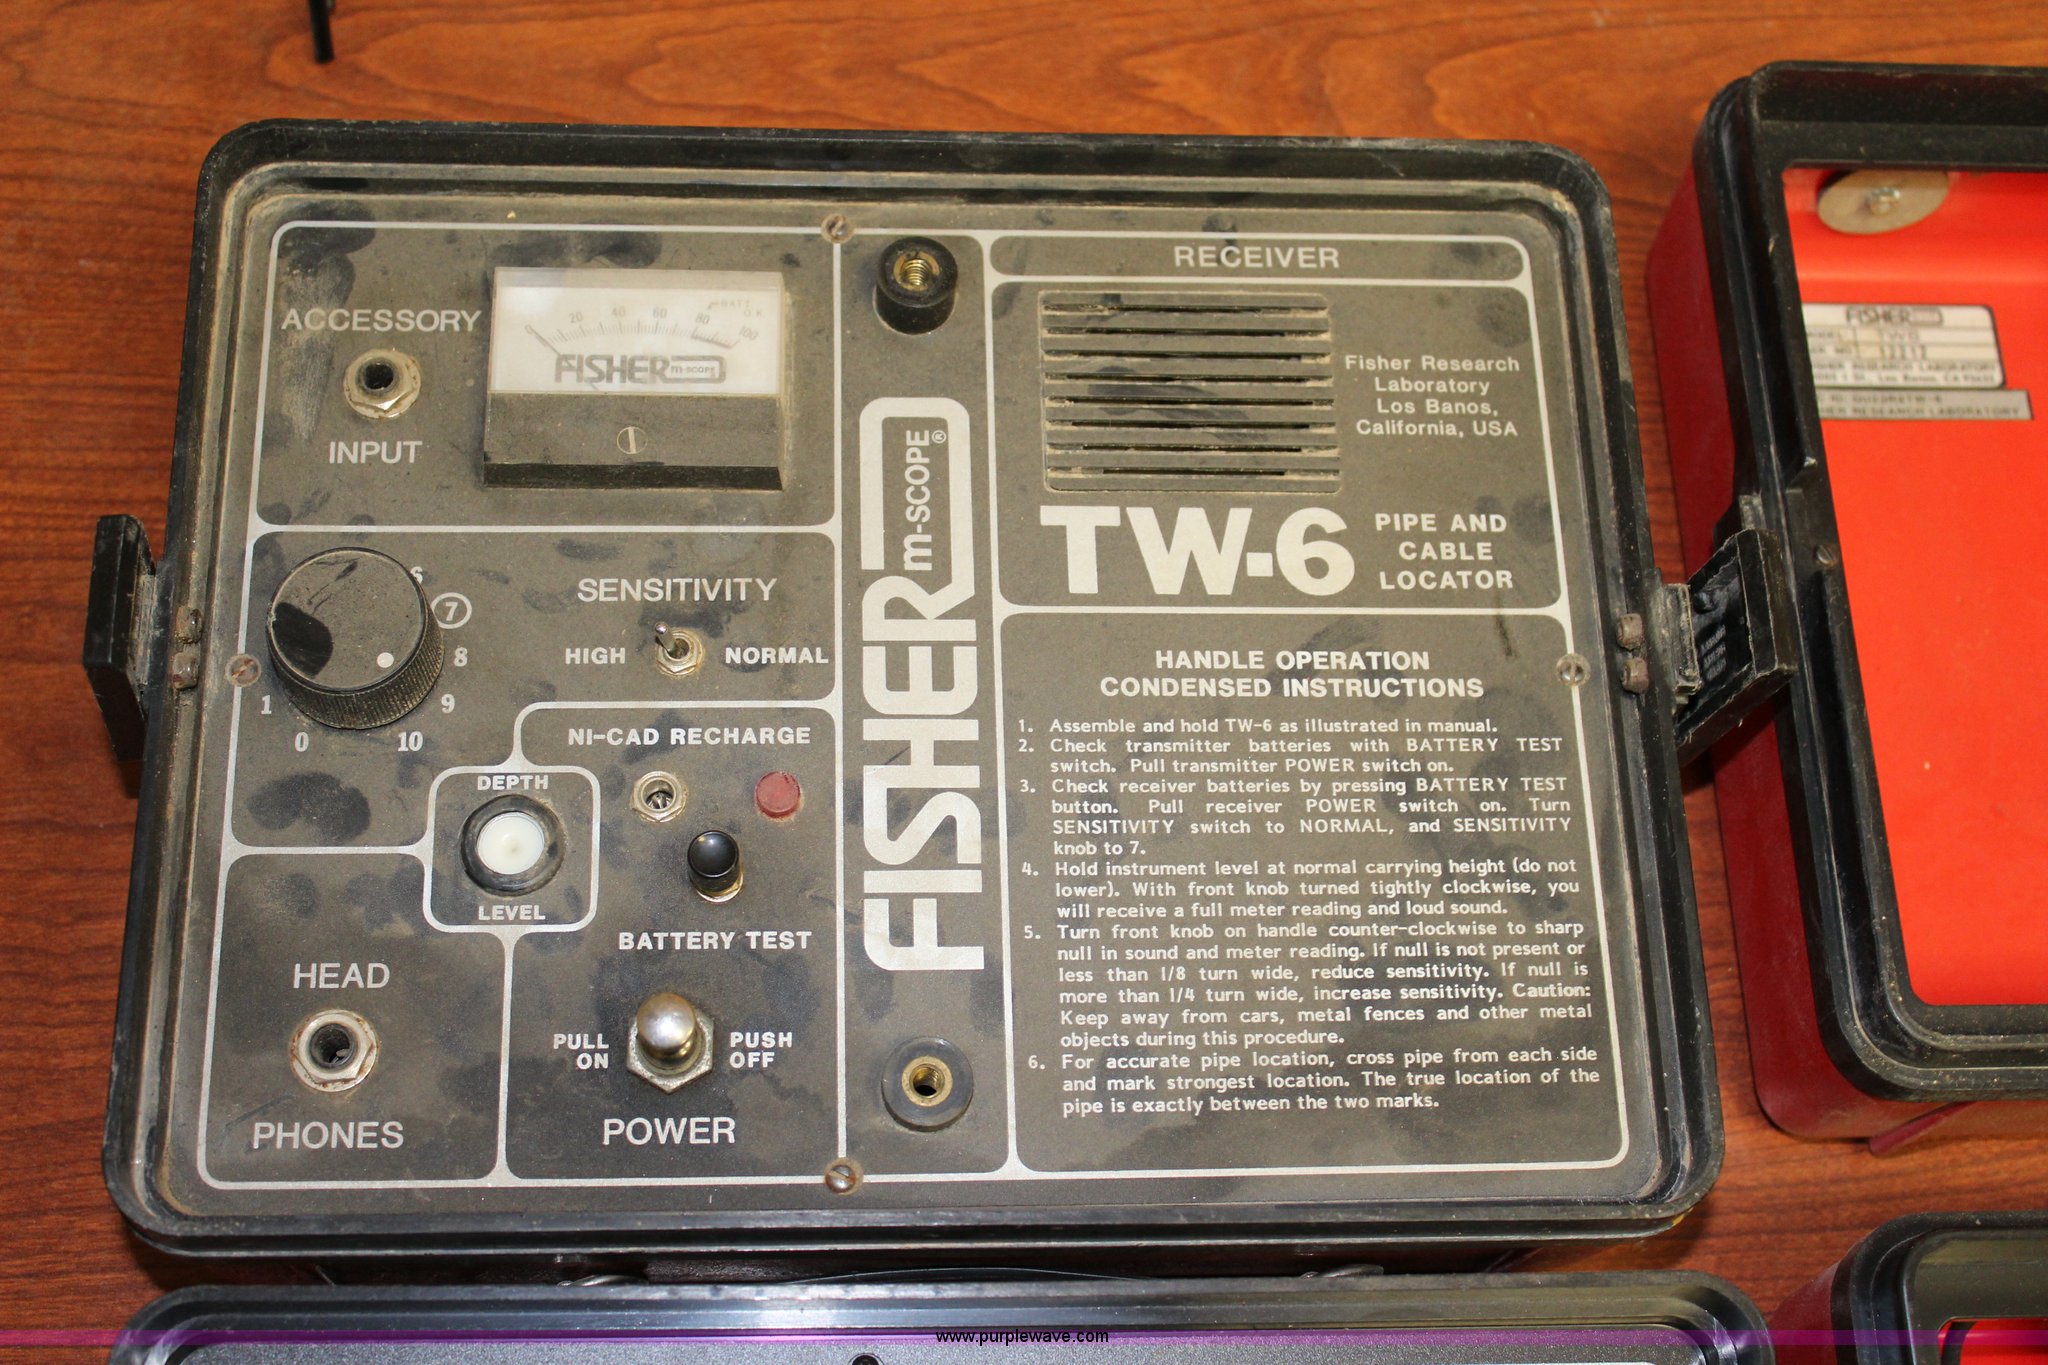 ACCESSORY
INPUT
BATT.
O.K.
0 20 40 60 80 100
FISHER m-SCOPE
SENSITIVITY
HIGH NORMAL
6
7
8
9
10
0
1
NI-CAD RECHARGE
DEPTH
LEVEL
BATTERY TEST
HEAD
PHONES
PULL ON
PUSH OFF
POWER
FISHER m-SCOPE®
RECEIVER
Fisher Research
Laboratory
Los Banos,
California, USA
TW-6
PIPE AND
CABLE
LOCATOR
HANDLE OPERATION
CONDENSED INSTRUCTIONS
1. Assemble and hold TW-6 as illustrated in manual.
2. Check transmitter batteries with BATTERY TEST
switch. Pull transmitter POWER switch on.
3. Check receiver batteries by pressing BATTERY TEST
button. Pull receiver POWER switch on. Turn
SENSITIVITY switch to NORMAL, and SENSITIVITY
knob to 7.
4. Hold instrument level at normal carrying height (do not
lower). With front knob turned tightly clockwise, you
will receive a full meter reading and loud sound.
5. Turn front knob on handle counter-clockwise to sharp
null in sound and meter reading. If null is not present or
less than 1/8 turn wide, reduce sensitivity. If null is
more than 1/4 turn wide, increase sensitivity. Caution:
Keep away from cars, metal fences and other metal
objects during this procedure.
6. For accurate pipe location, cross pipe from each side
and mark strongest location. The true location of the
pipe is exactly between the two marks.
FISHER
RESEARCH LABORATORY
Los Banos, CA
RESEARCH LABORATORY
www.purplewave.com